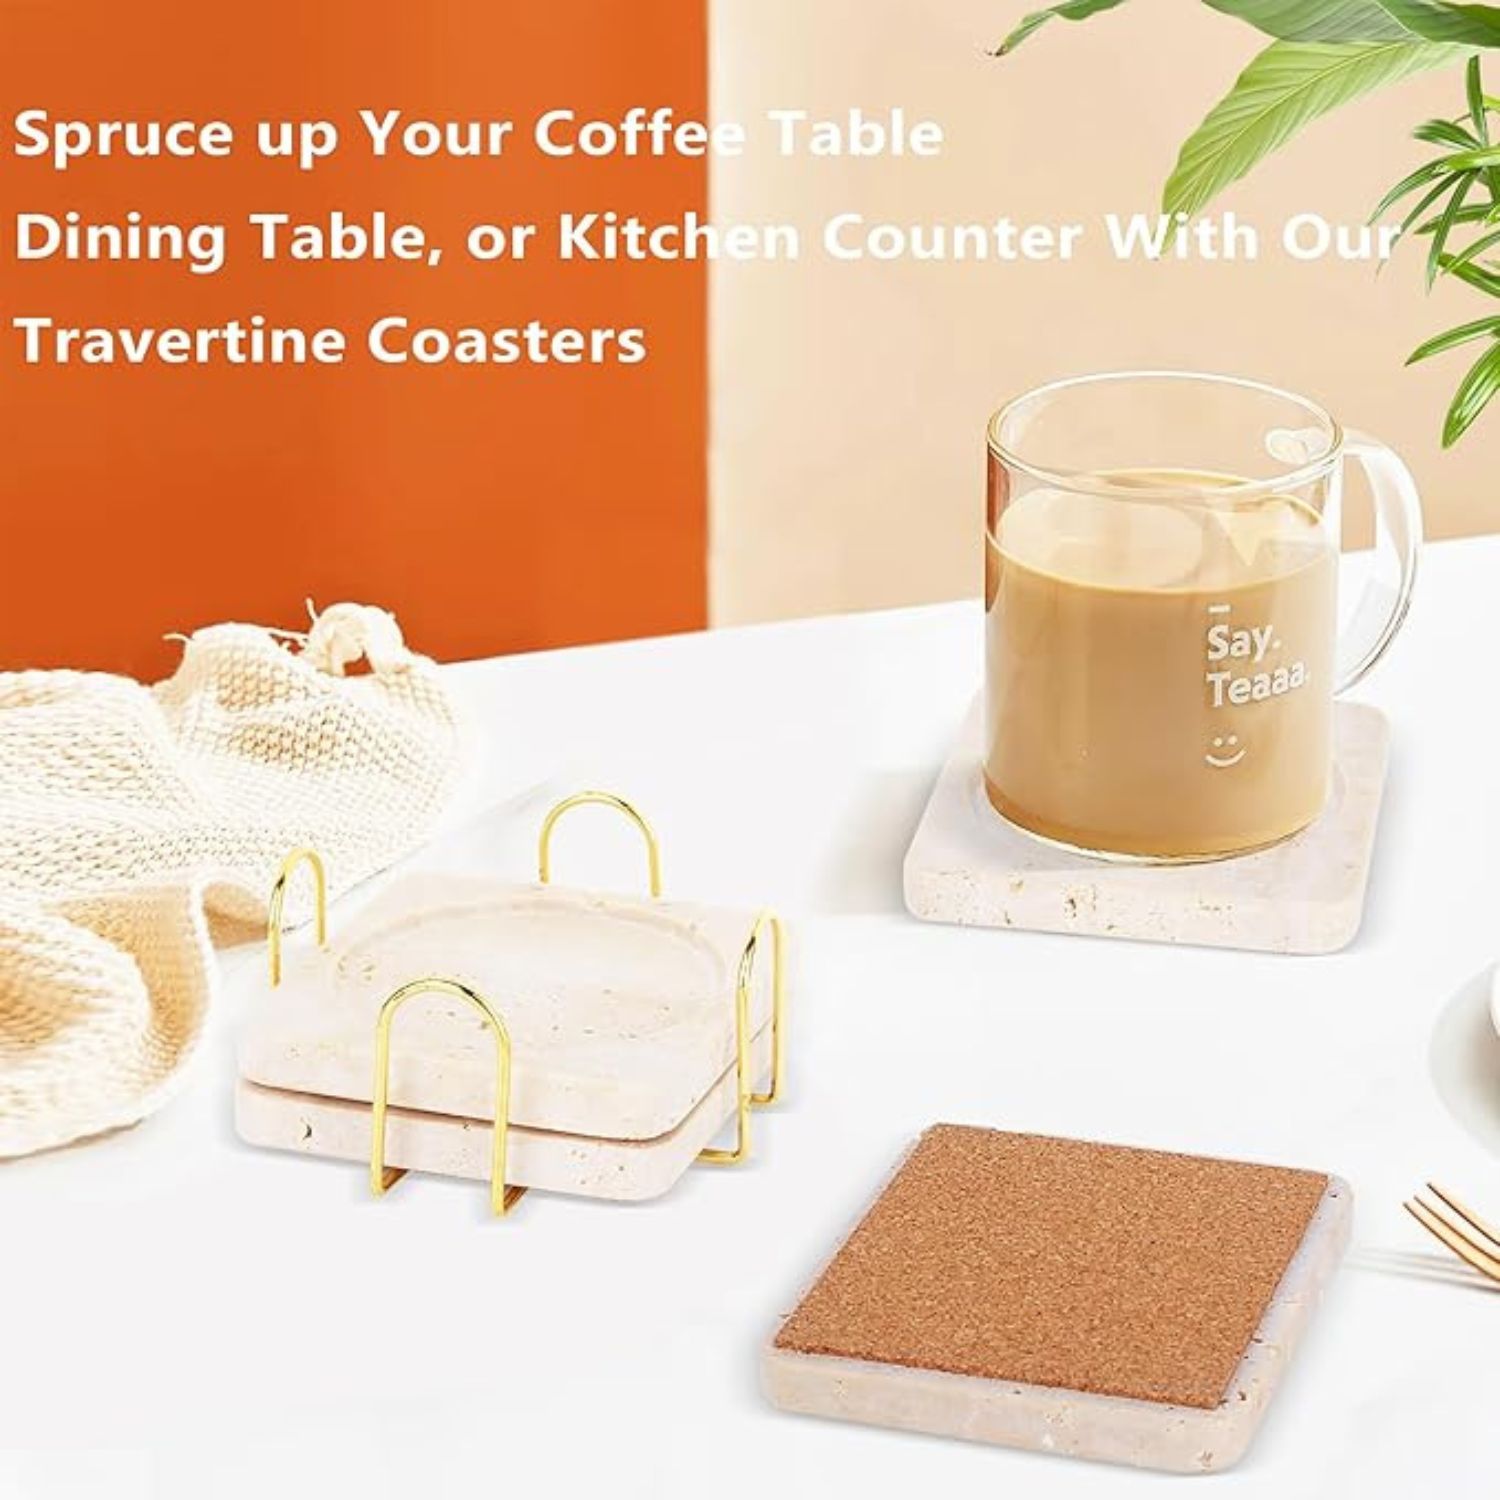 Spruce up Your Coffee Table
Dining Table, or Kitchen Counter With Our
Travertine Coasters
Say.
Teaaa.